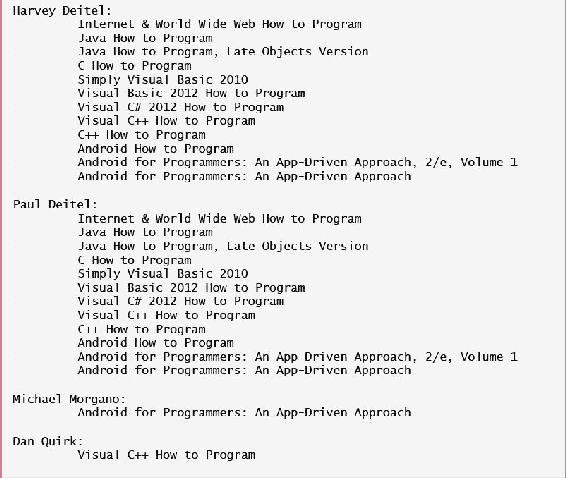 Harvey Deitel:
Internet & World Wide Web How to Program
Java How to Program
Java How to Program, Late Objects Version
C How to Program
Simply Visual Basic 2010
Visual Basic 2012 How to Program
Visual C# 2012 How to Program
Visual C++ How to Program
C++ How to Program
Android How to Program
Android for Programmers: An App-Driven Approach, 2/e, Volume 1
Android for Programmers: An App-Driven Approach
Paul Deitel:
Internet & World Wide Web How to Program
Java How to Program
Java How to Program, Late Objects Version
C How to Program
Simply Visual Basic 2010
Visual Basic 2012 How to Program
Visual C# 2012 How to Program
Visual C++ How to Program
C++ How to Program
Android How to Program
Android for Programmers: An App-Driven Approach, 2/e, Volume 1
Android for Programmers: An App-Driven Approach
Michael Morgano:
Android for Programmers: An App-Driven Approach
Dan Quirk:
Visual C++ How to Program